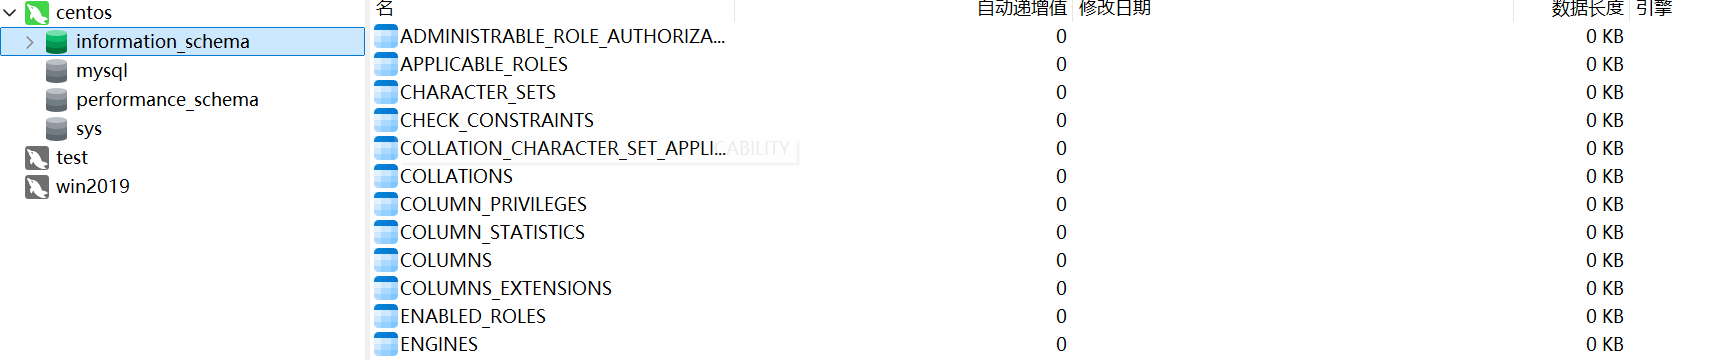 centos
information_schema
mysql
performance_schema
sys
test
win2019
名 自动递增值 修改日期 数据长度 引擎
ADMINISTRABLE_ROLE_AUTHORIZA... 0 0 KB
APPLICABLE_ROLES 0 0 KB
CHARACTER_SETS 0 0 KB
CHECK_CONSTRAINTS 0 0 KB
COLLATION_CHARACTER_SET_APPLI...CABILITY 0 0 KB
COLLATIONS 0 0 KB
COLUMN_PRIVILEGES 0 0 KB
COLUMN_STATISTICS 0 0 KB
COLUMNS 0 0 KB
COLUMNS_EXTENSIONS 0 0 KB
ENABLED_ROLES 0 0 KB
ENGINES 0 0 KB